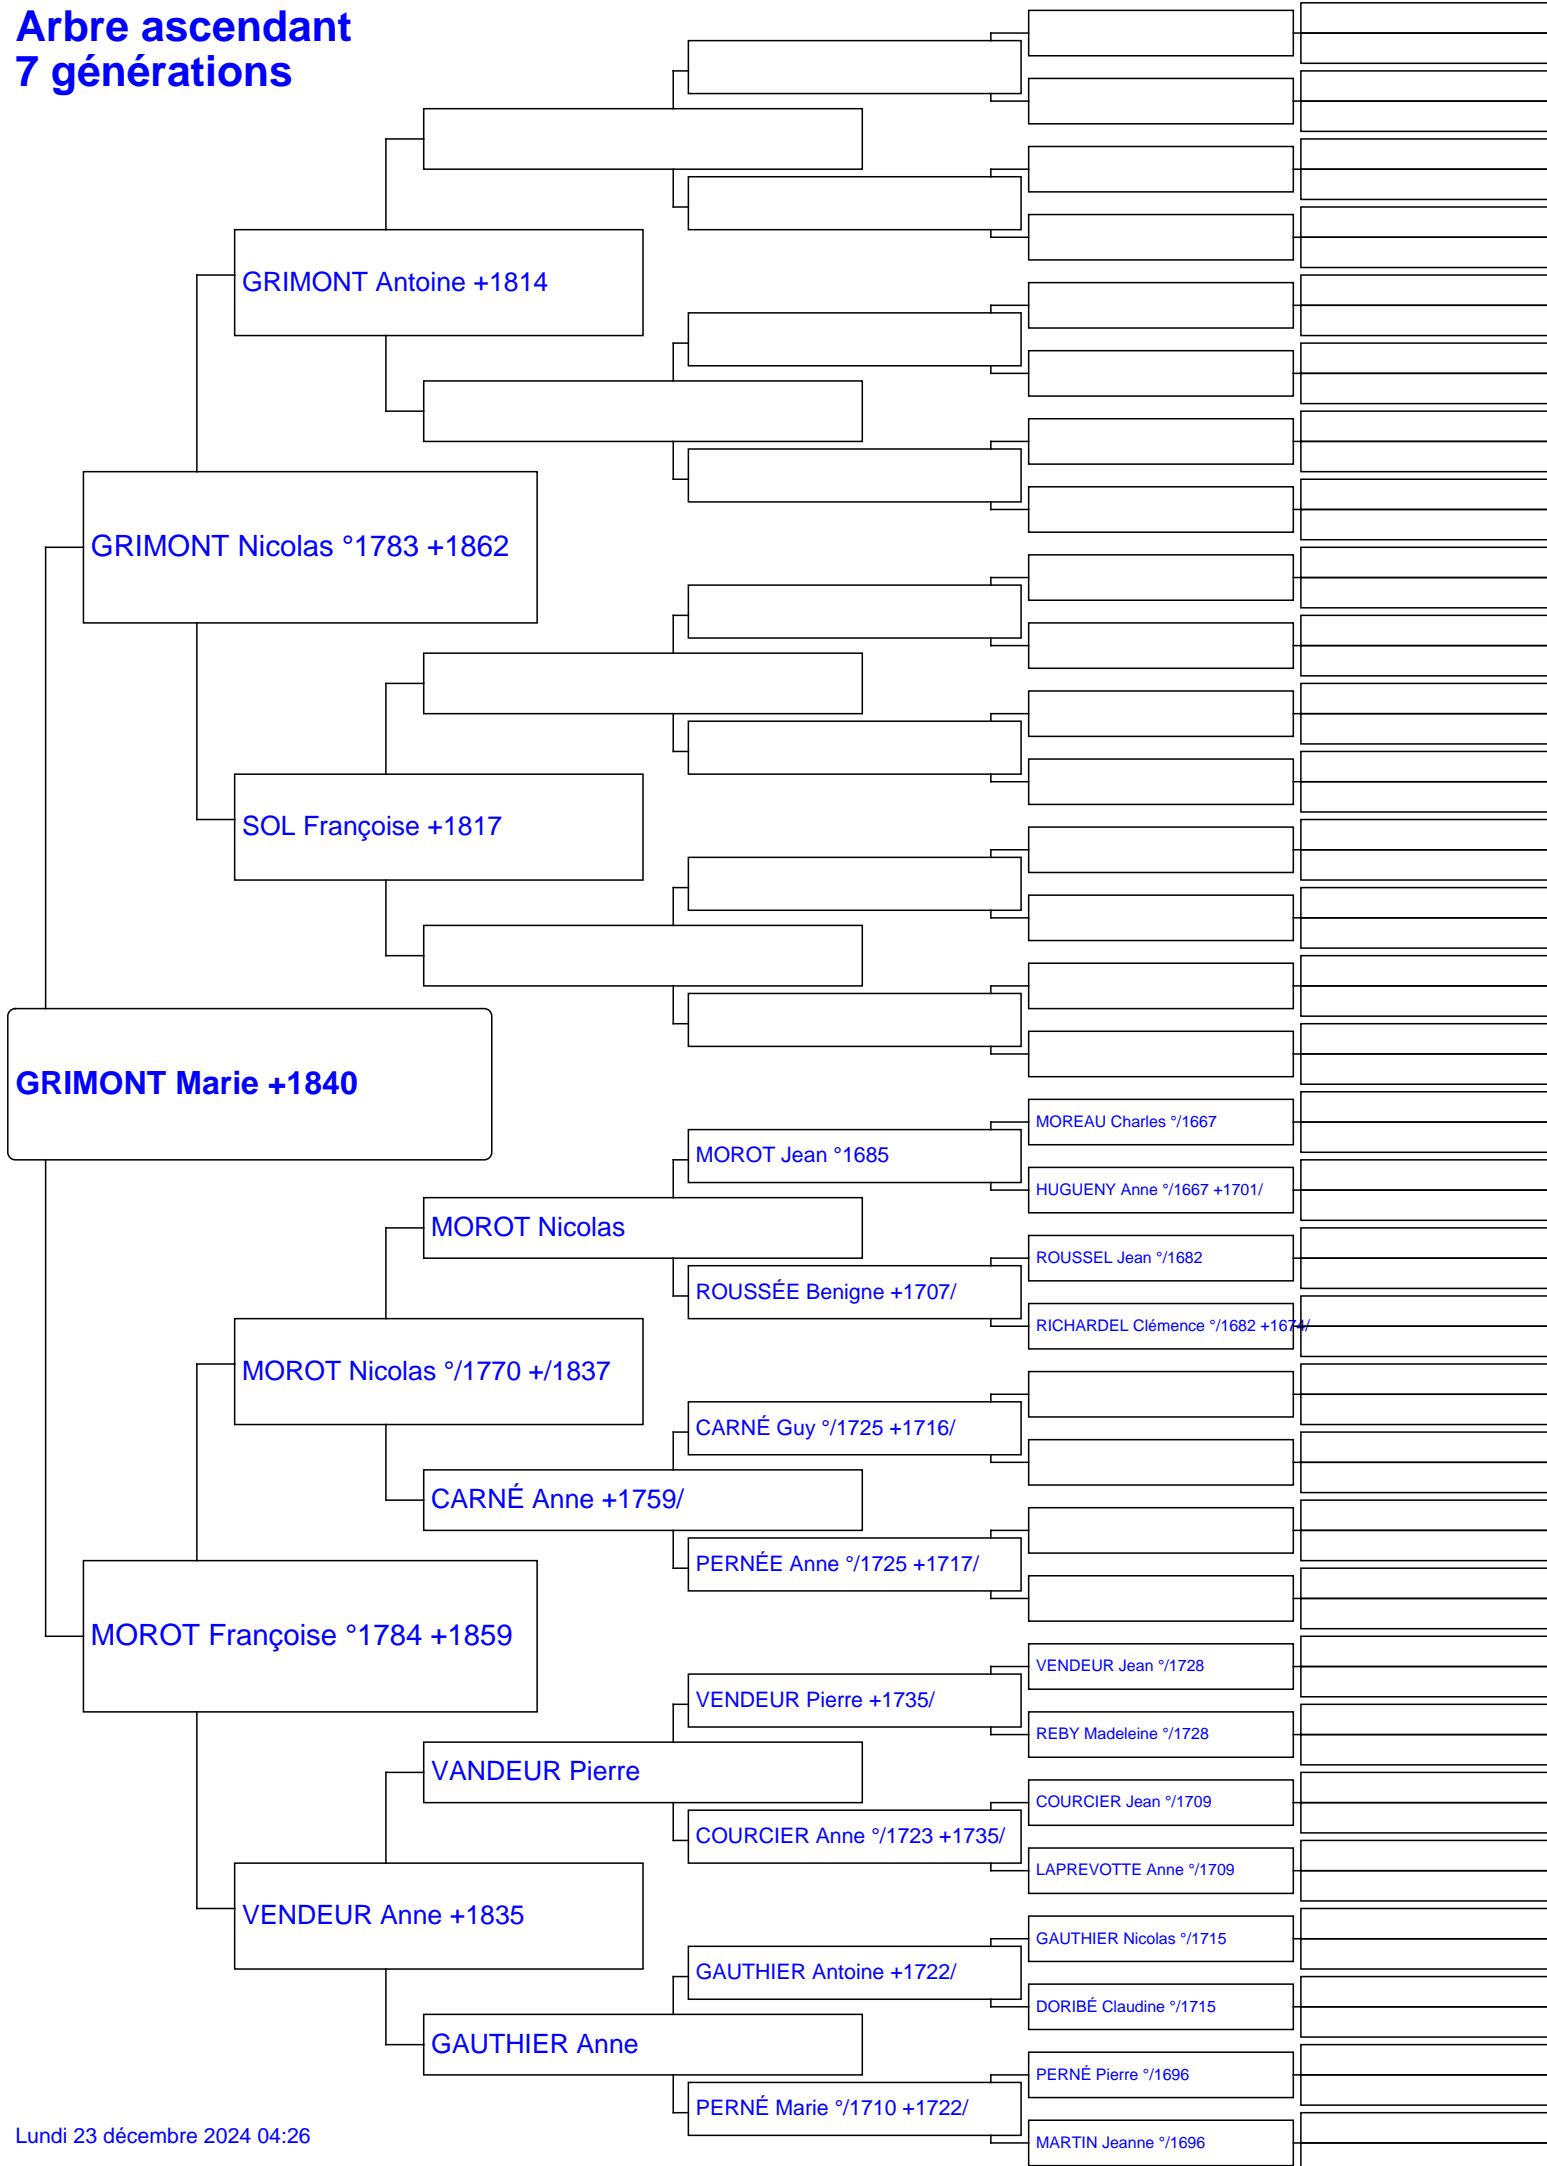 Arbre ascendant
7 générations
GRIMONT Antoine +1814
GRIMONT Nicolas °1783 +1862
SOL Françoise +1817
GRIMONT Marie +1840
MOREAU Charles °/1667
MOROT Jean °1685
HUGUENY Anne °/1667 +1701/
MOROT Nicolas
ROUSSEL Jean °/1682
ROUSSÉE Benigne +1707/
RICHARDEL Clémence °/1682 +1674/
MOROT Nicolas °/1770 +/1837
CARNÉ Guy °/1725 +1716/
CARNÉ Anne +1759/
PERNÉE Anne °/1725 +1717/
MOROT Françoise °1784 +1859
VENDEUR Jean °/1728
VENDEUR Pierre +1735/
REBY Madeleine °/1728
VANDEUR Pierre
COURCIER Jean °/1709
COURCIER Anne °/1723 +1735/
LAPREVOTTE Anne °/1709
VENDEUR Anne +1835
GAUTHIER Nicolas °/1715
GAUTHIER Antoine +1722/
DORIBÉ Claudine °/1715
GAUTHIER Anne
PERNÉ Pierre °/1696
PERNÉ Marie °/1710 +1722/
MARTIN Jeanne °/1696
Lundi 23 décembre 2024 04:26